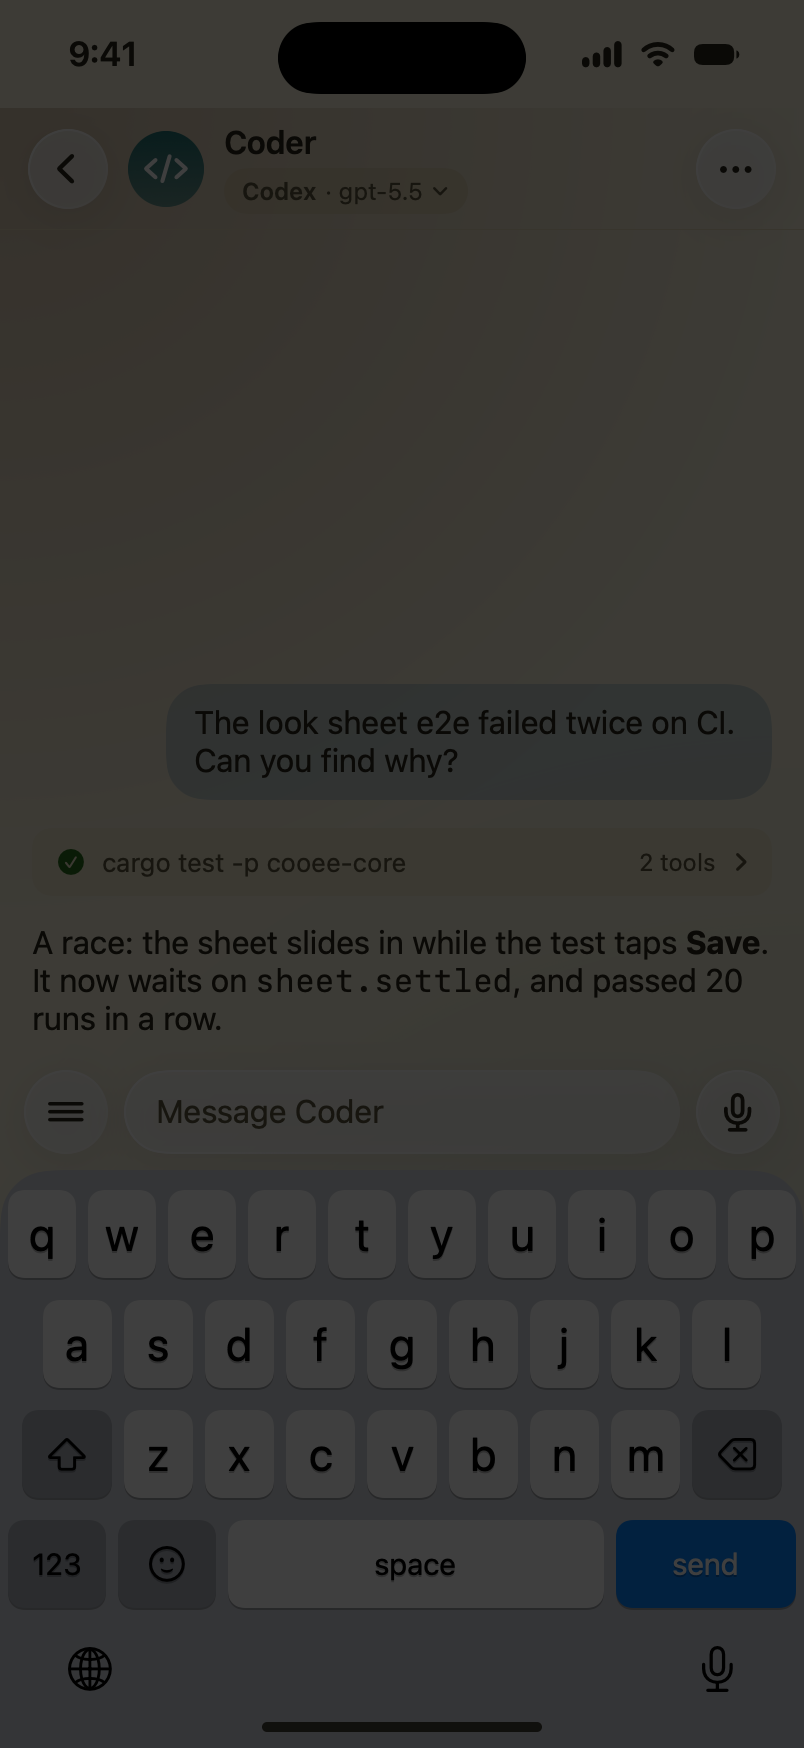 9:41
Coder
Codex · gpt-5.5
The look sheet e2e failed twice on CI.
Can you find why?
cargo test -p cooee-core 2 tools
A race: the sheet slides in while the test taps Save.
It now waits on sheet.settled, and passed 20
runs in a row.
Message Coder
q w e r t y u i o p
a s d f g h j k l
z x c v b n m
123 space send